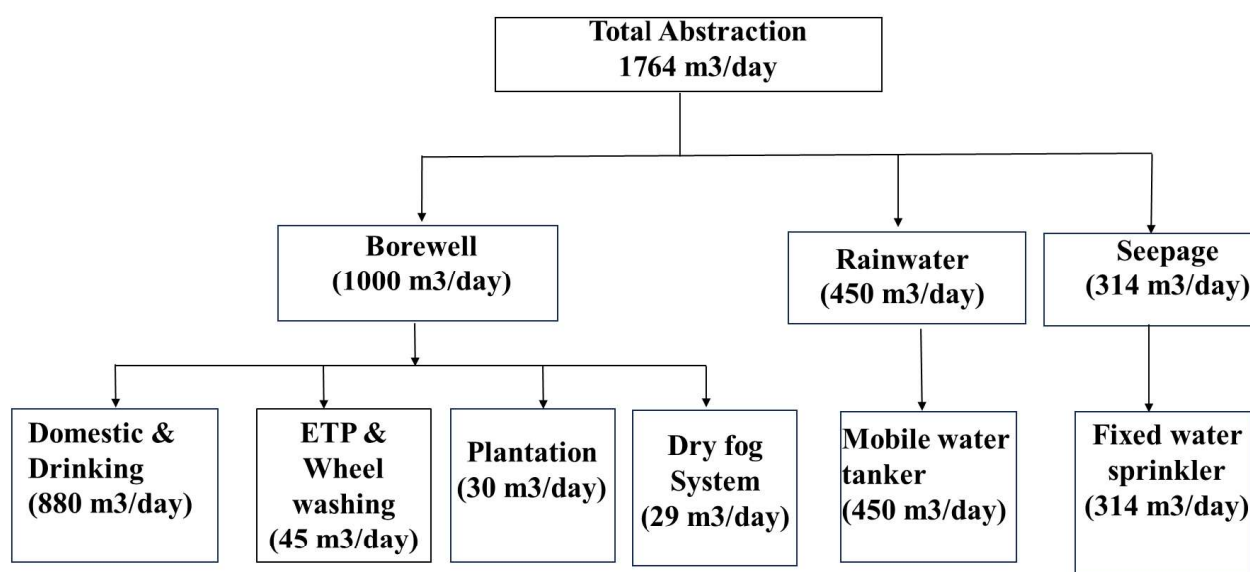 Total Abstraction
1764 m3/day
Borewell
(1000 m3/day)
Rainwater
(450 m3/day)
Seepage
(314 m3/day)
Domestic &
Drinking
(880 m3/day)
ETP &
Wheel
washing
(45 m3/day)
Plantation
(30 m3/day)
Dry fog
System
(29 m3/day)
Mobile water
tanker
(450 m3/day)
Fixed water
sprinkler
(314 m3/day)